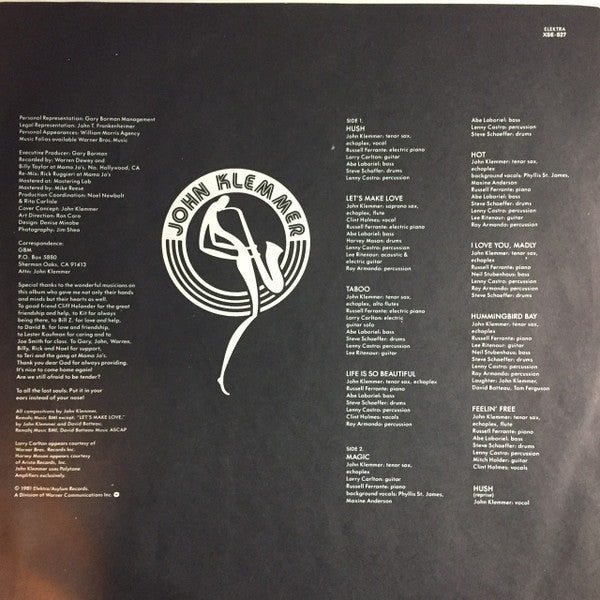 ELEKTRA
X5E-527
Personal Representation: Gary Borman Management
Legal Representation: John T. Frankenheimer
Personal Appearances: William Morris Agency
Music Folios available Warner Bros. Music
Executive Producer: Gary Borman
Recorded by: Warren Dewey and
Billy Taylor at Mama Jo's, No. Hollywood, CA
Re-Mix: Rick Ruggieri at Mama Jo's
Mastered at: Mastering Lab
Mastered by: Mike Reese
Production Coordination: Noel Newbolt
& Rita Carlisle
Cover Concept: John Klemmer
Art Direction: Ron Coro
Design: Denise Minobe
Photography: Jim Shea
Correspondence:
GBM
P.O. Box 5880
Sherman Oaks, CA 91413
Attn: John Klemmer
Special thanks to the wonderful musicians on
this album who gave me not only their hands
and minds but their hearts as well.
To good friend Cliff Helander for the great
friendship and help, to Kit for always
being there, to Bill Z. for love and help,
to David B. for love and friendship,
to Lester Kaufman for caring and to
Joe Smith for class. To Gary, John, Warren,
Billy, Rick and Noel for support,
to Teri and the gang at Mama Jo's.
Thank you dear God for always providing.
It's nice to come home again!
Are we still afraid to be tender?
To all the lost souls: Put it in your
ears instead of your nose!
All compositions by John Klemmer,
Remohj Music BMI except: "LET'S MAKE LOVE,"
by John Klemmer and David Batteau,
Remohj Music BMI, David Batteau Music ASCAP
Larry Carlton appears courtesy of
Warner Bros. Records Inc.
Harvey Mason appears courtesy
of Arista Records, Inc.
John Klemmer uses Polytone
Amplifiers exclusively.
© 1981 Elektra/Asylum Records.
A Division of Warner Communications Inc.
JOHN KLEMMER
SIDE 1.
HUSH
John Klemmer: tenor sax,
echoplex, vocal
Russell Ferrante: electric piano
Larry Carlton: guitar
Abe Laboriel: bass
Steve Schaffer: drums
Lenny Castro: percussion
LET'S MAKE LOVE
John Klemmer: soprano sax,
echoplex, flute
Clint Holmes: vocal
Russell Ferrante: electric piano
Abe Laboriel: bass
Harvey Mason: drums
Lenny Castro: percussion
Lee Ritenour: acoustic &
electric guitar
Ray Armando: percussion
TABOO
John Klemmer: tenor sax,
echoplex, alto flutes
Russell Ferrante: electric piano
Larry Carlton: electric
guitar solo
Abe Laboriel: bass
Steve Schaeffer: drums
Lenny Castro: percussion
Lee Ritenour: guitar
LIFE IS SO BEAUTIFUL
John Klemmer: tenor sax, echoplex
Russell Ferrante: piano
Abe Laboriel: bass
Steve Schaeffer: drums
Lenny Castro: percussion
Lee Ritenour: guitar
Ray Armando: percussion
SIDE 2.
MAGIC
John Klemmer: tenor sax,
echoplex
Larry Carlton: guitar
Russell Ferrante: piano
background vocals: Phyllis St. James,
Maxine Anderson
Abe Laboriel: bass
Lenny Castro: percussion
Steve Schaeffer: drums
HOT
John Klemmer: tenor sax,
echoplex
background vocals: Phyllis St. James,
Maxine Anderson
Russell Ferrante: piano
Abe Laboriel: bass
Steve Schaeffer: drums
Lee Ritenour: guitar
Lenny Castro: percussion
Ray Armando: percussion
I LOVE YOU, MADLY
John Klemmer: tenor sax,
echoplex
Russell Ferrante: piano
Neil Stubenhaus: bass
Lenny Castro: percussion
Ray Armando: percussion
Steve Schaeffer: drums
HUMMINGBIRD BAY
John Klemmer: tenor sax,
echoplex
Russell Ferrante: piano
Lee Ritenour: guitar
Neil Stubenhaus: bass
Steve Schaeffer: drums
Lenny Castro: percussion
Ray Armando: percussion
Laughter: John Klemmer,
David Batteau, Tom Ferguson
FEELIN' FREE
John Klemmer: tenor sax,
echoplex, flute
Russell Ferrante: piano
Abe Laboriel: bass
Steve Schaeffer: drums
Lenny Castro: percussion
Mitch Holder: guitar
Clint Holmes: vocals
HUSH
(reprise)
John Klemmer: vocal